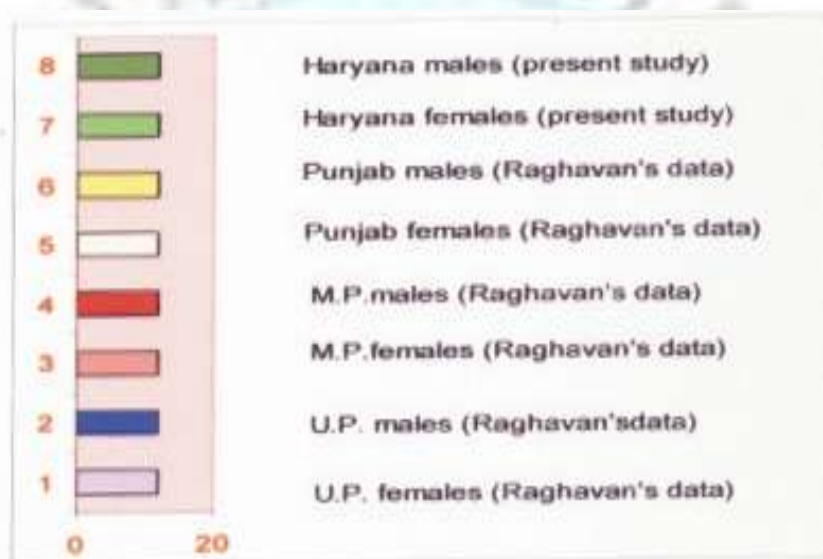 8 Haryana males (present study)
7 Haryana females (present study)
6 Punjab males (Raghavan's data)
5 Punjab females (Raghavan's data)
4 M.P.males (Raghavan's data)
3 M.P.females (Raghavan's data)
2 U.P. males (Raghavan'sdata)
1 U.P. females (Raghavan's data)
0 20